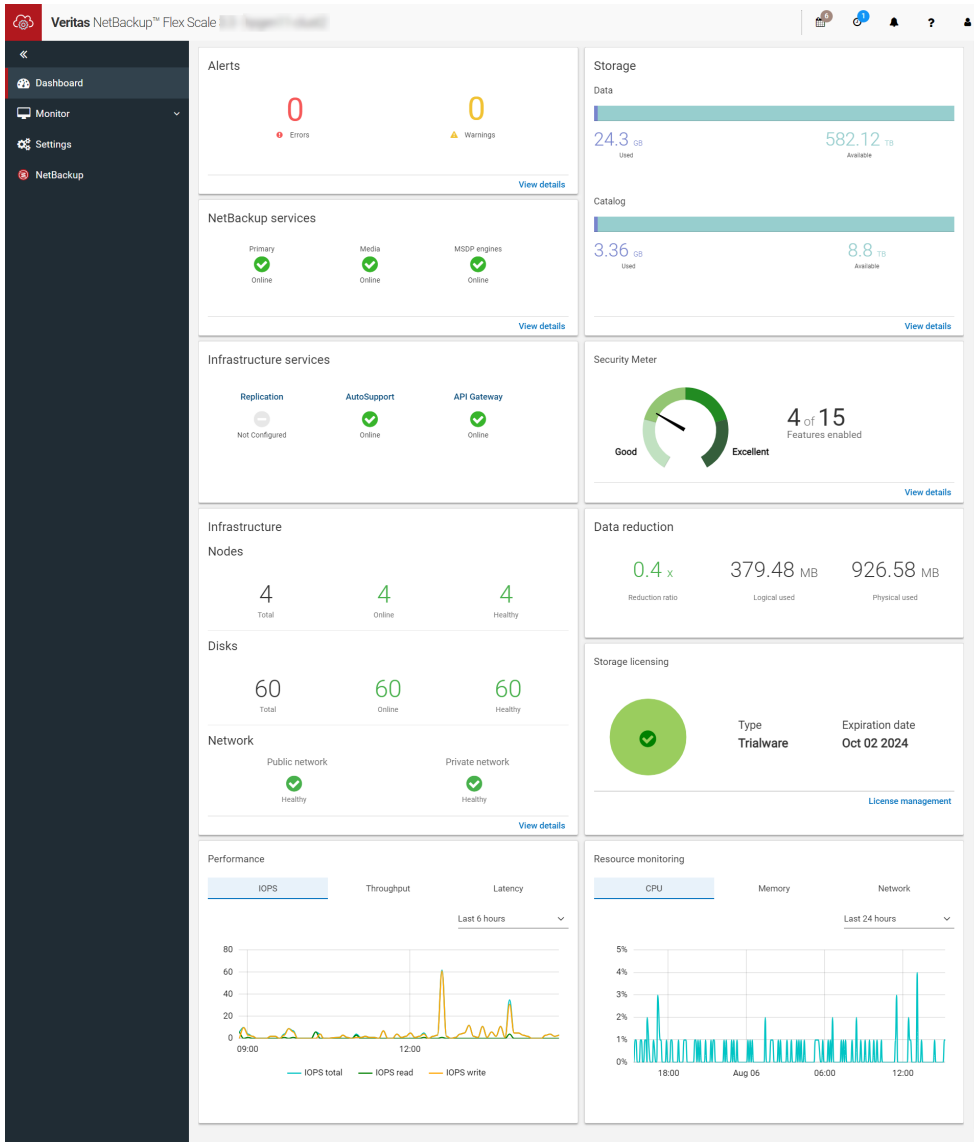 Veritas NetBackup™ Flex Scale
6
1
?
Dashboard
Monitor
Settings
NetBackup
Alerts
0
Errors
0
Warnings
View details
NetBackup services
Primary
Media
MSDP engines
Online
Online
Online
View details
Infrastructure services
Replication
AutoSupport
API Gateway
Not Configured
Online
Online
Infrastructure
Nodes
4
4
4
Total
Online
Healthy
Disks
60
60
60
Total
Online
Healthy
Network
Public network
Private network
Healthy
Healthy
View details
Performance
IOPS
Throughput
Latency
Last 6 hours
80
60
40
20
0
09:00
12:00
IOPS total
IOPS read
IOPS write
Storage
Data
24.3 GB
582.12 TB
Used
Available
Catalog
3.36 GB
8.8 TB
Used
Available
View details
Security Meter
4 of 15
Features enabled
Good
Excellent
View details
Data reduction
0.4 x
379.48 MB
926.58 MB
Reduction ratio
Logical used
Physical used
Storage licensing
Type
Expiration date
Trialware
Oct 02 2024
License management
Resource monitoring
CPU
Memory
Network
Last 24 hours
5%
4%
3%
2%
1%
0%
18:00
Aug 06
06:00
12:00